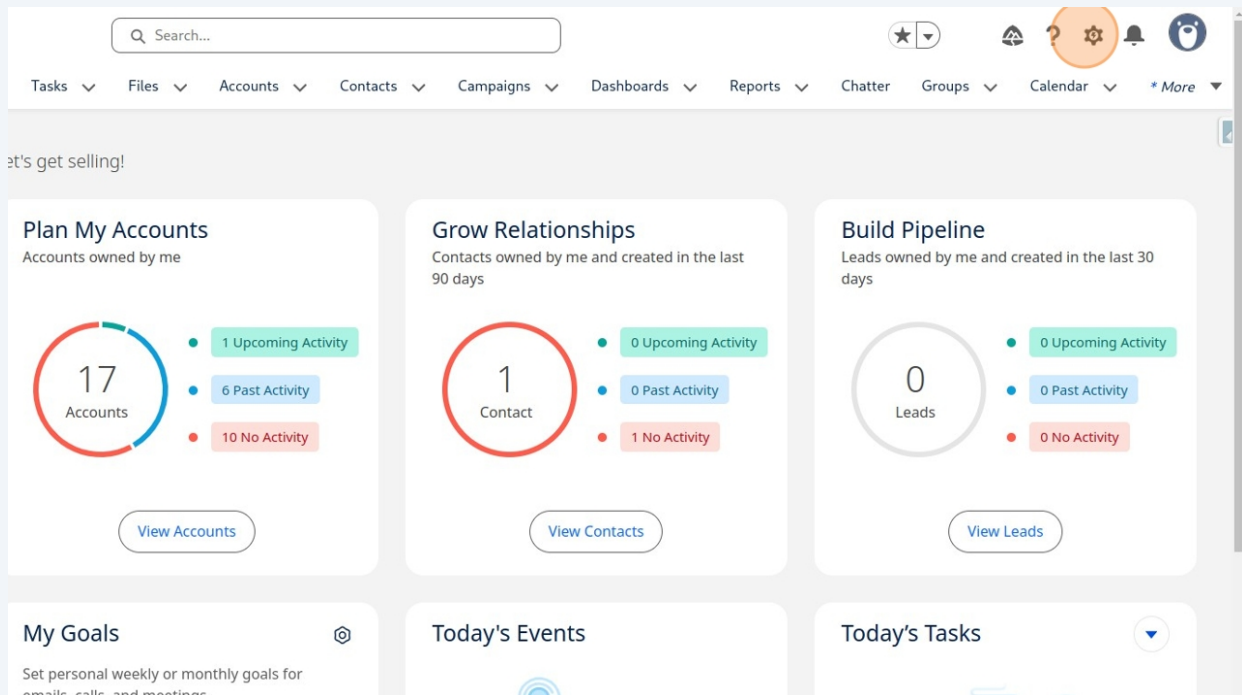 Search...
Tasks Files Accounts Contacts Campaigns Dashboards Reports Chatter Groups Calendar * More
et's get selling!
Plan My Accounts
Accounts owned by me
17
Accounts
1 Upcoming Activity
6 Past Activity
10 No Activity
View Accounts
Grow Relationships
Contacts owned by me and created in the last
90 days
1
Contact
0 Upcoming Activity
0 Past Activity
1 No Activity
View Contacts
Build Pipeline
Leads owned by me and created in the last 30
days
0
Leads
0 Upcoming Activity
0 Past Activity
0 No Activity
View Leads
My Goals
Set personal weekly or monthly goals for
emails, calls, and meetings
Today's Events
Today’s Tasks